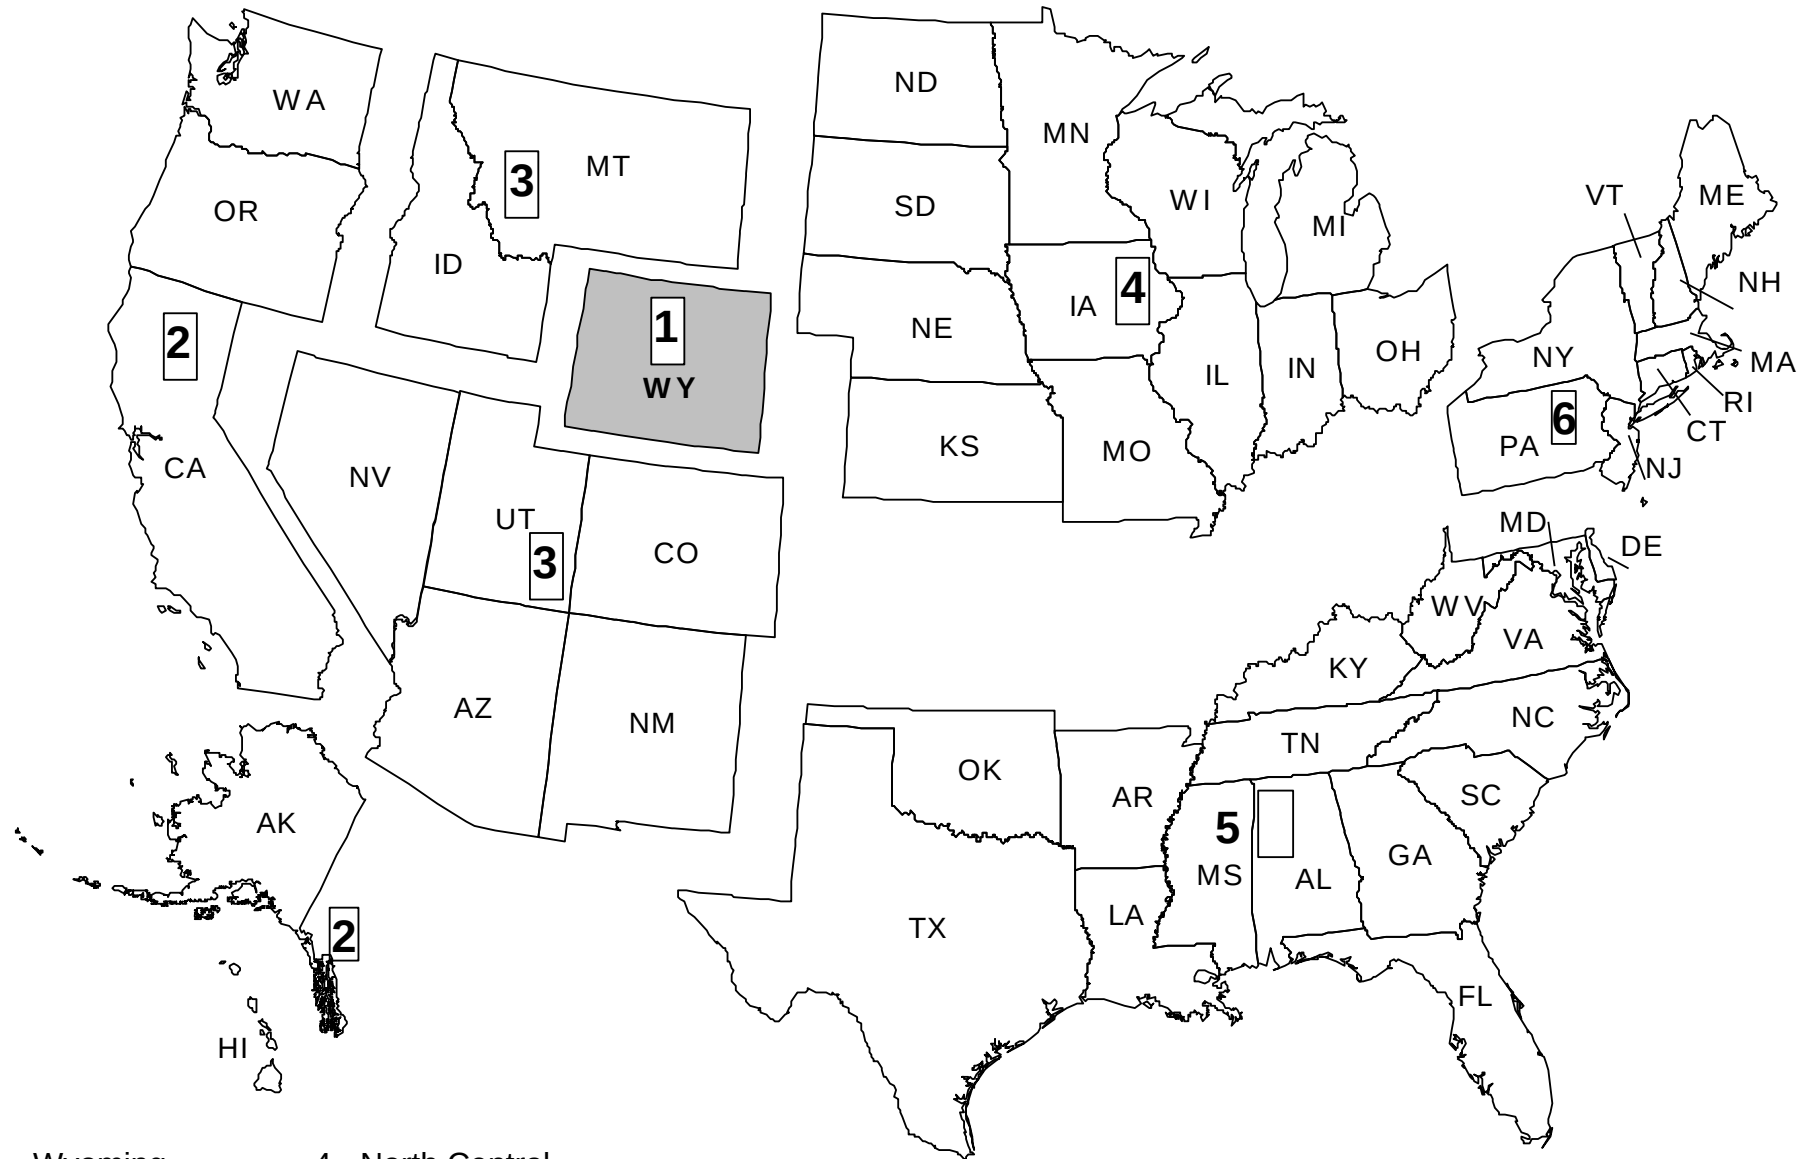 WA
ND
MN
3
MT
OR
SD
WI
MI
VT
ME
ID
NH
2
1
WY
NE
IA
4
IL
IN
OH
NY
MA
RI
CT
6
PA
NJ
CA
NV
KS
MO
UT
3
CO
MD
DE
WV
VA
KY
AZ
NM
NC
TN
OK
AR
SC
AK
5
MS
AL
GA
LA
TX
2
FL
HI
Wyoming
4 North Central